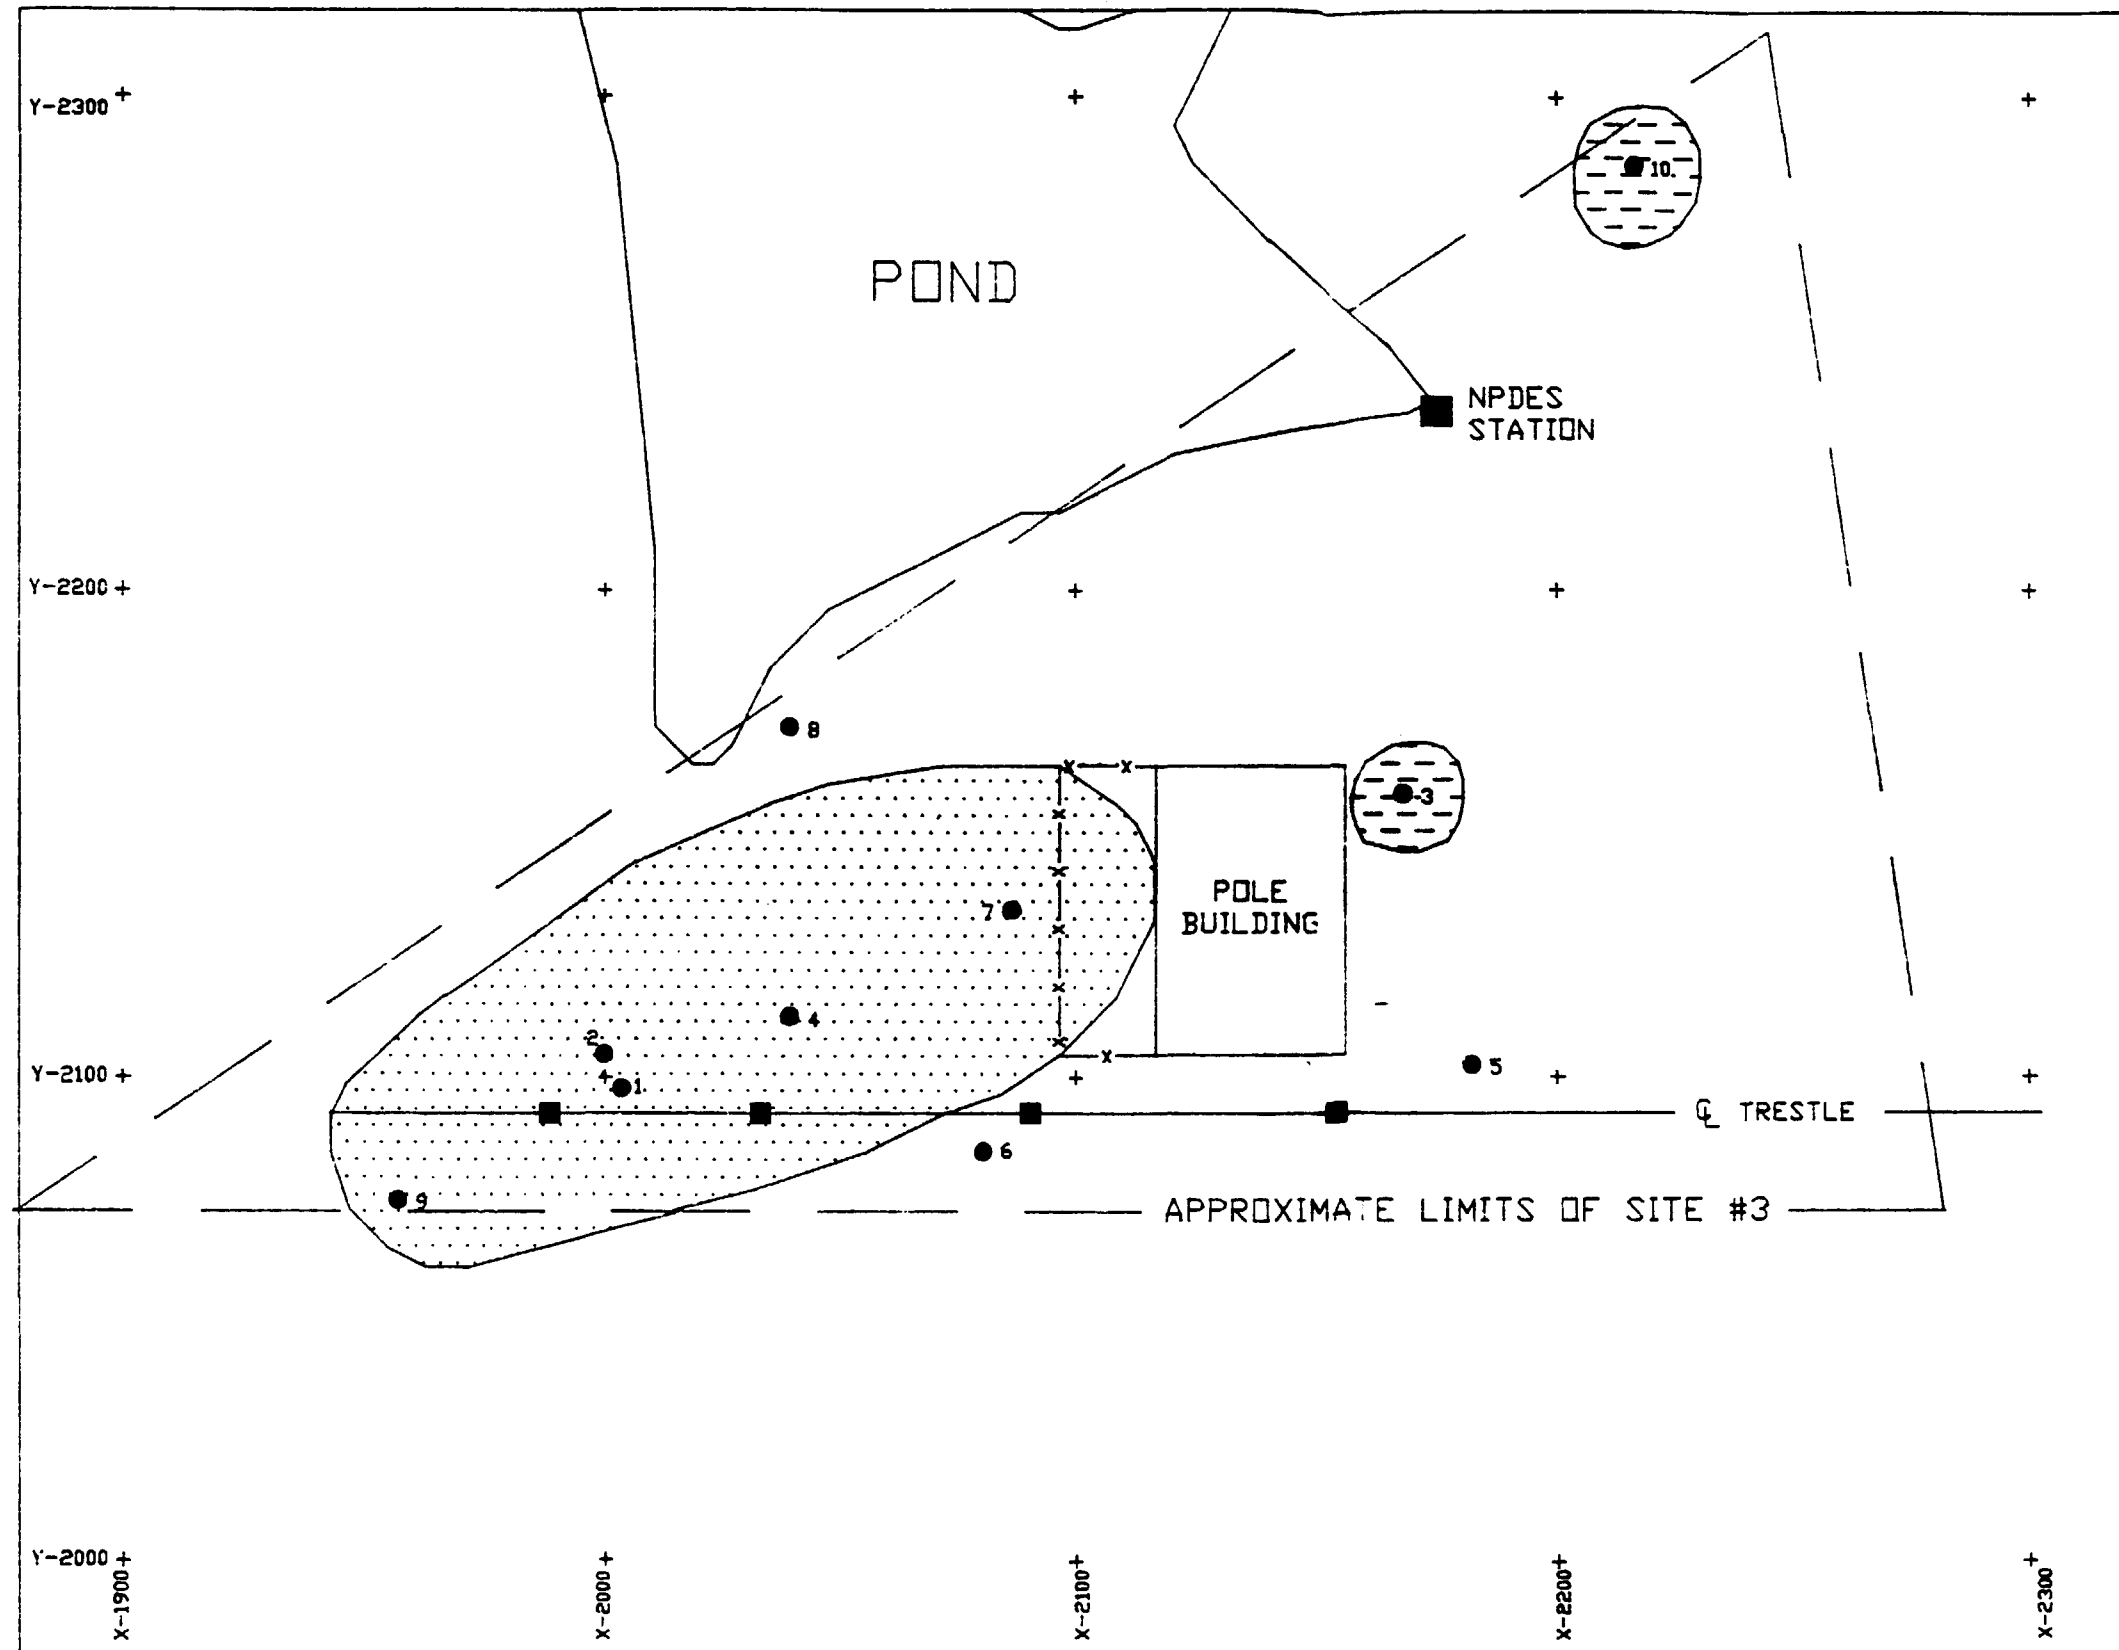 Y-2300
10.
POND
NPDES
STATION
Y-2200
8
3
POLE
BUILDING
7
4
2
1
Y-2100
5
℄ TRESTLE
6
9
APPROXIMATE LIMITS OF SITE #3
Y-2000
X-1900
X-2000
X-2100
X-2200
X-2300